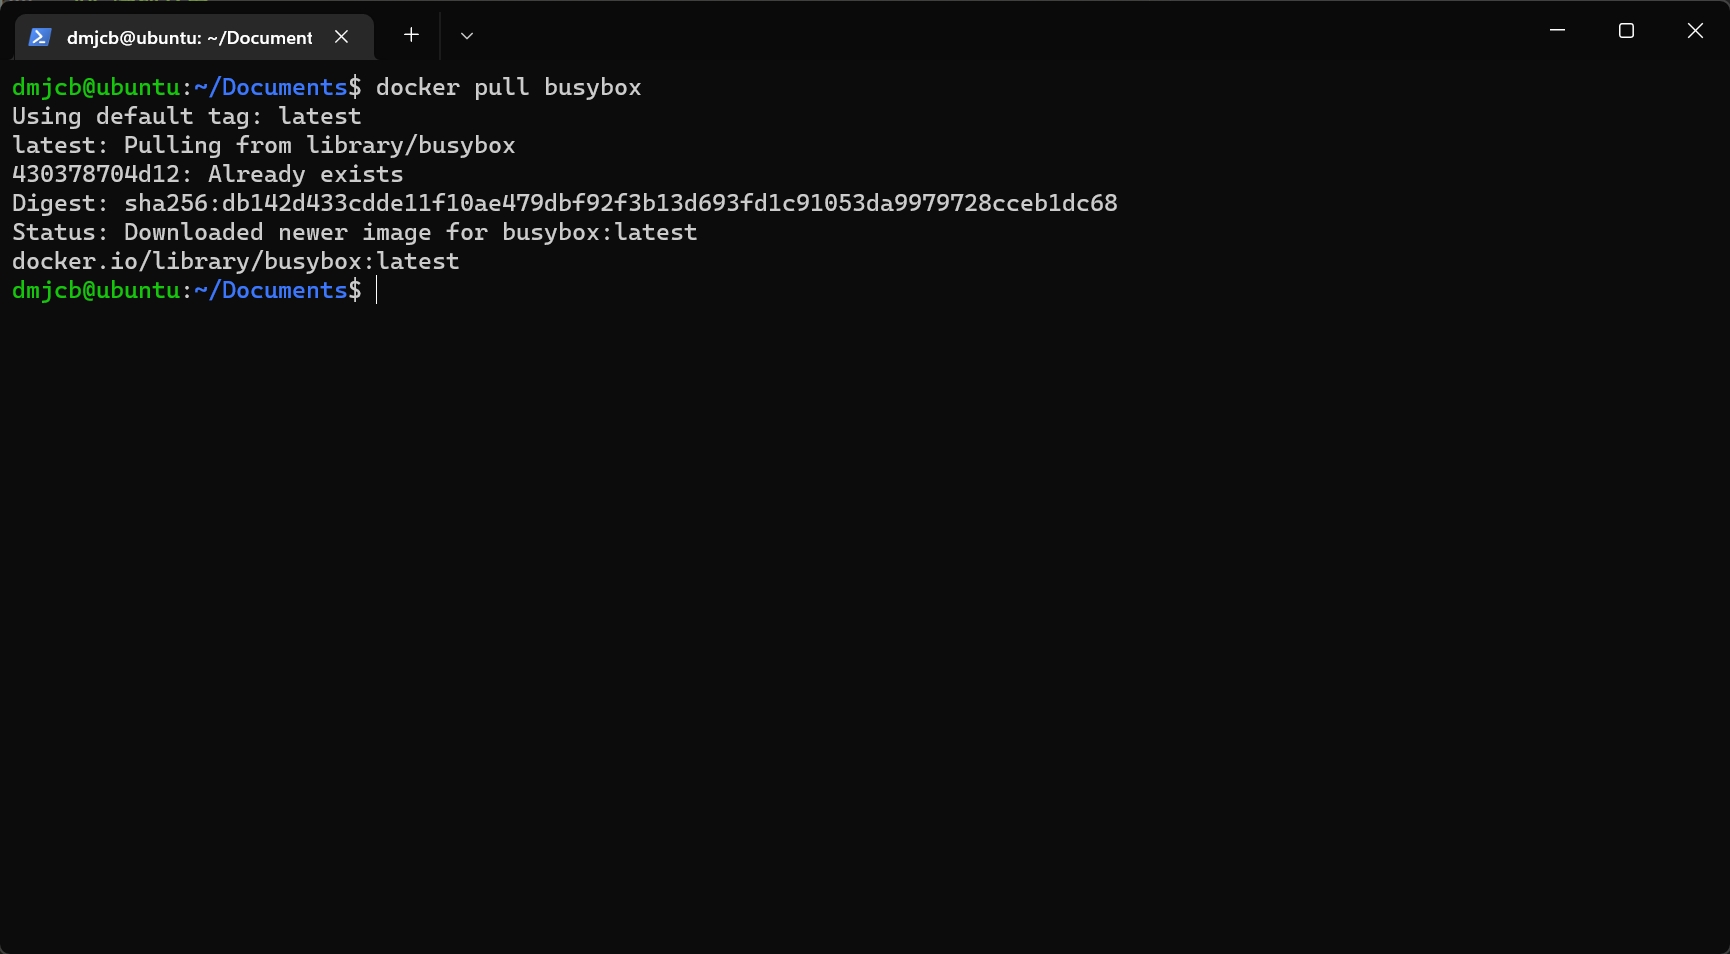 dmjcb@ubuntu: ~/Document
dmjcb@ubuntu:~/Documents$ docker pull busybox
Using default tag: latest
latest: Pulling from library/busybox
430378704d12: Already exists
Digest: sha256:db142d433cdde11f10ae479dbf92f3b13d693fd1c91053da9979728cceb1dc68
Status: Downloaded newer image for busybox:latest
docker.io/library/busybox:latest
dmjcb@ubuntu:~/Documents$